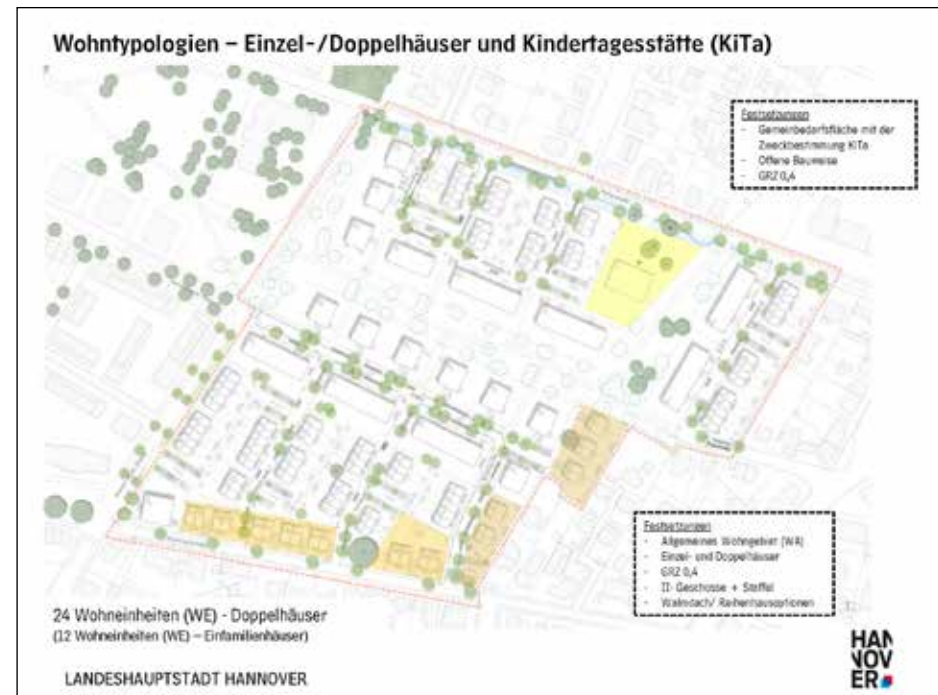 Wohntypologien – Einzel-/Doppelhäuser und Kindertagesstätte (KiTa)
Festsetzungen
- Gemeinbedarfsfläche mit der
Zweckbestimmung KiTa
- Offene Bauweise
- GRZ 0,4
Festsetzungen
- Allgemeines Wohngebiet (WA)
- Einzel- und Doppelhäuser
- GRZ 0,4
- II- Geschosse + Staffel
- Walmdach/ Reihenhausoptionen
24 Wohneinheiten (WE) - Doppelhäuser
(12 Wohneinheiten (WE) – Einfamilienhäuser)
LANDESHAUPTSTADT HANNOVER
HAN
NOV
ER